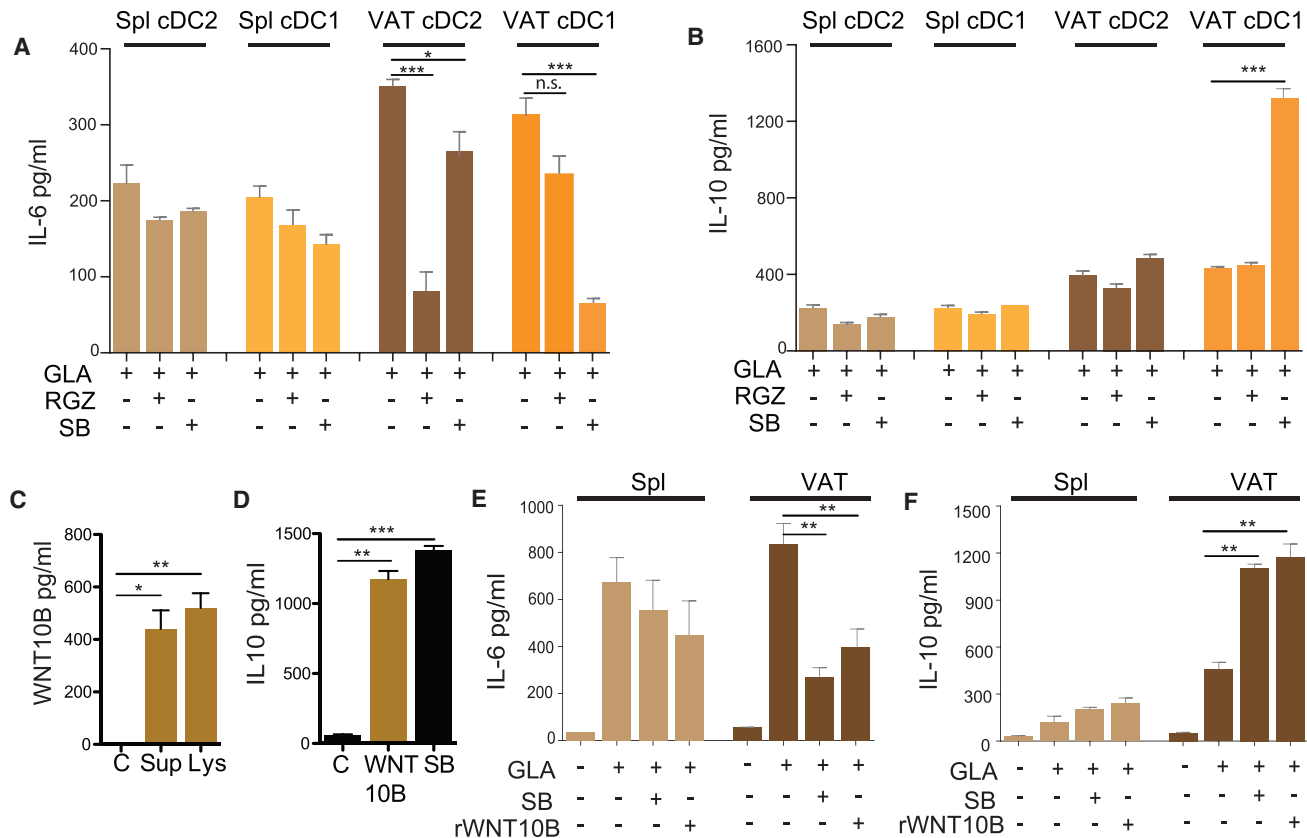 A
Spl cDC2 Spl cDC1 VAT cDC2 VAT cDC1
IL-6 pg/ml
400
300
200
100
0
*
***
***
n.s.
GLA + + + + + + + + + + + +
RGZ - + - - + - - + - - + -
SB - - + - - + - - + - - +
B
Spl cDC2 Spl cDC1 VAT cDC2 VAT cDC1
IL-10 pg/ml
1600
1200
800
400
0
***
GLA + + + + + + + + + + + +
RGZ - + - - + - - + - - + -
SB - - + - - + - - + - - +
C
WNT10B pg/ml
800
600
400
200
0
**
*
C Sup Lys
D
IL10 pg/ml
1500
1000
500
0
***
**
C WNT SB
10B
E
Spl VAT
IL-6 pg/ml
1000
800
600
400
200
0
**
**
GLA - + + + - + + +
SB - - + - - - + -
rWNT10B - - - + - - - +
F
Spl VAT
IL-10 pg/ml
1500
1200
900
600
300
0
**
**
GLA - + + + - + + +
SB - - + - - - + -
rWNT10B - - - + - - - +